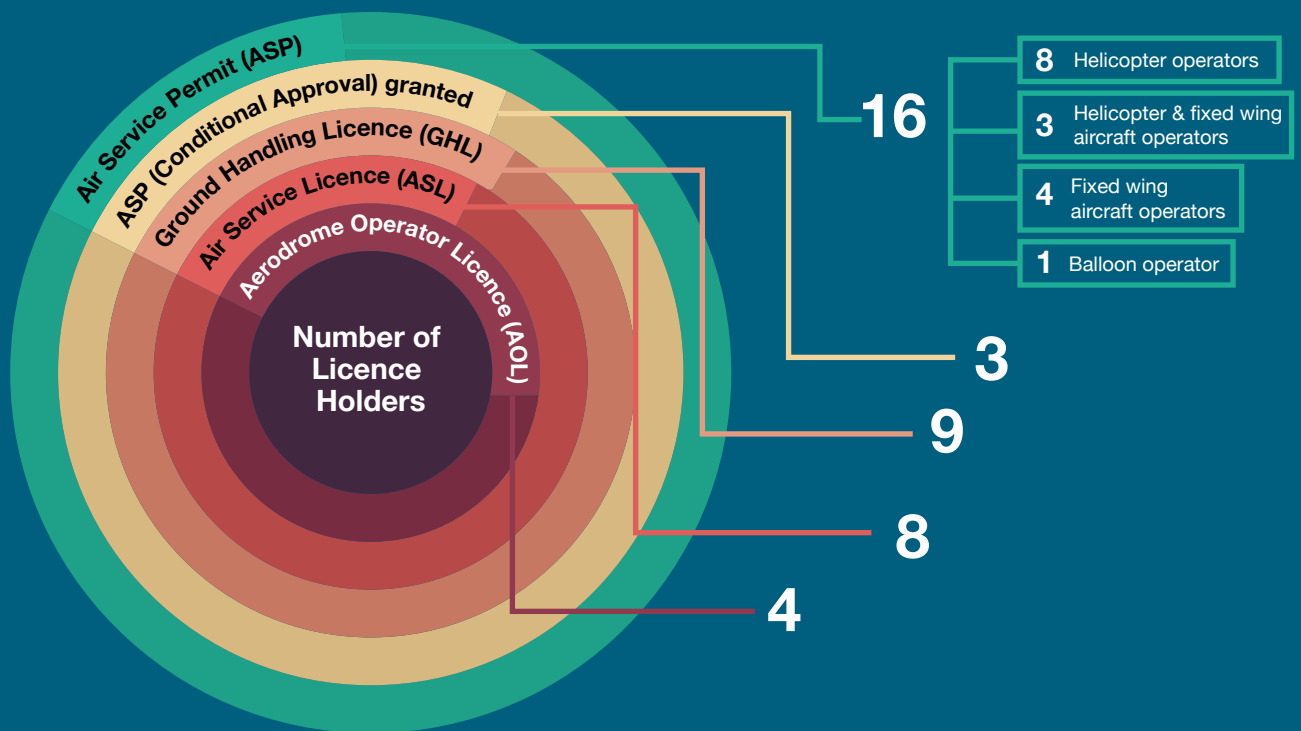 Air Service Permit (ASP)
ASP (Conditional Approval) granted
Ground Handling Licence (GHL)
Air Service Licence (ASL)
Aerodrome Operator Licence (AOL)
Number of
Licence
Holders
16
8 Helicopter operators
3 Helicopter & fixed wing
aircraft operators
4 Fixed wing
aircraft operators
1 Balloon operator
3
9
8
4